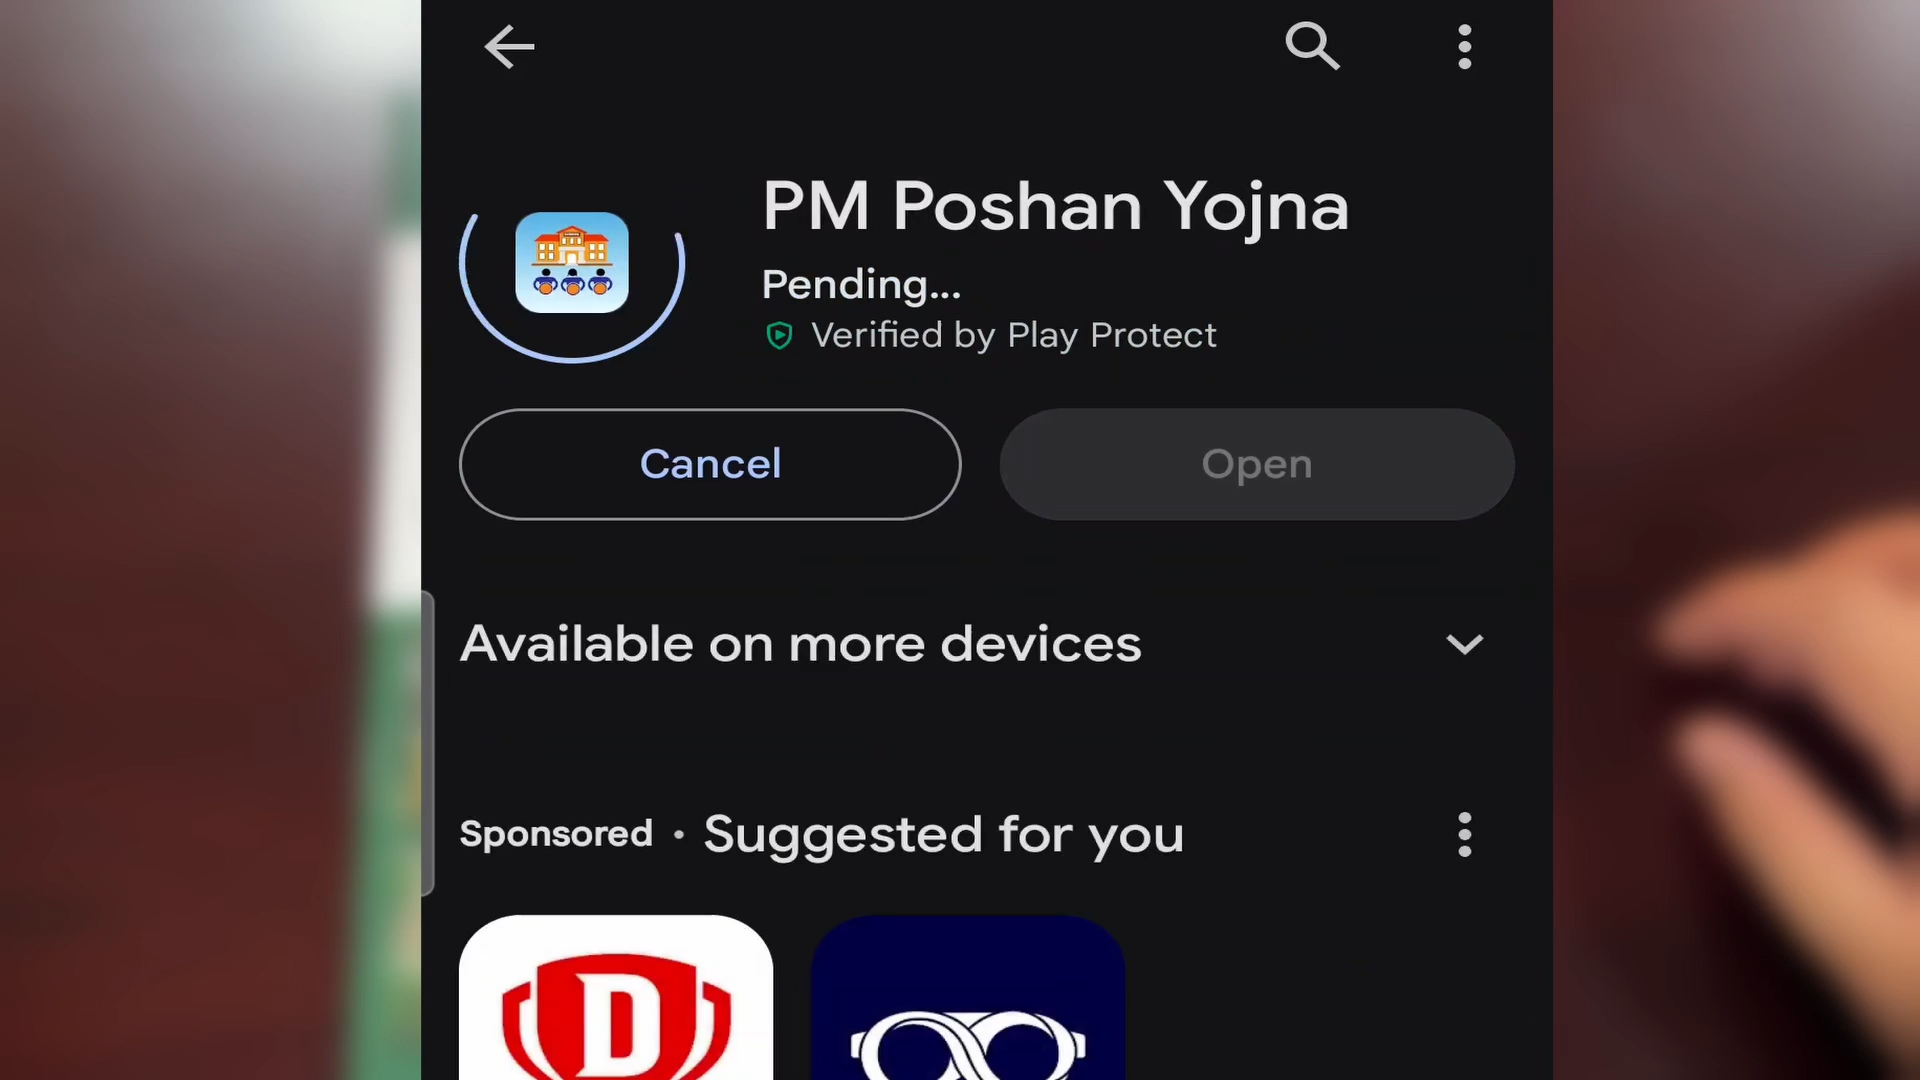 PM Poshan Yojna
Pending...
Verified by Play Protect
Cancel
Open
Available on more devices
Sponsored • Suggested for you
D